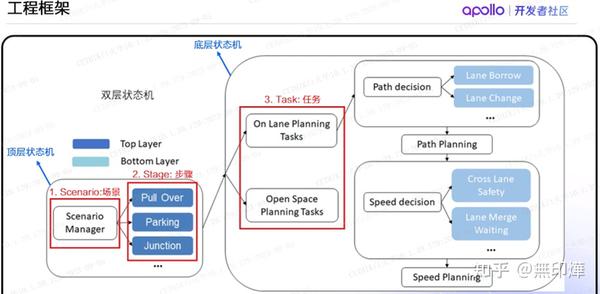 工程框架
apollo | 开发者社区
底层状态机
双层状态机
Top Layer
Bottom Layer
顶层状态机
1. Scenario:场景
Scenario
Manager
2. Stage: 步骤
Pull Over
Parking
Junction
...
3. Task: 任务
On Lane Planning
Tasks
Open Space
Planning Tasks
Path decision
Lane Borrow
Lane Change
...
Path Planning
Speed decision
Cross Lane
Safety
Lane Merge
Waiting
...
Speed Planning
知乎 @無印燁